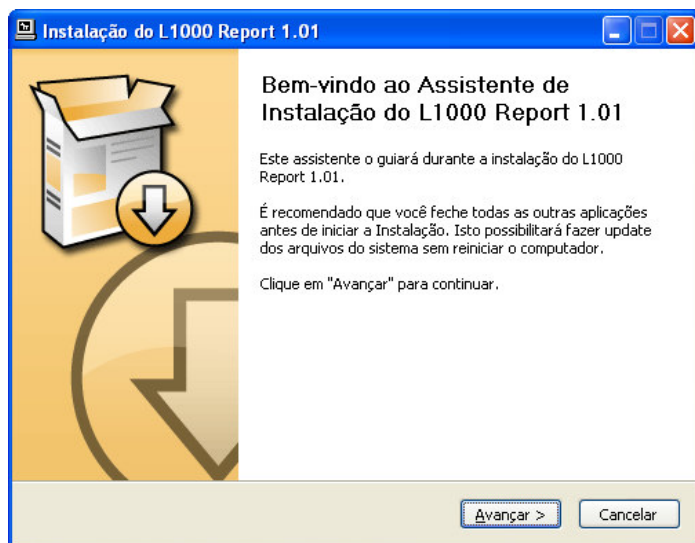 Instalação do L1000 Report 1.01
Bem-vindo ao Assistente de
Instalação do L1000 Report 1.01
Este assistente o guiará durante a instalação do L1000
Report 1.01.
É recomendado que você feche todas as outras aplicações
antes de iniciar a Instalação. Isto possibilitará fazer update
dos arquivos do sistema sem reiniciar o computador.
Clique em "Avançar" para continuar.
Avançar >
Cancelar